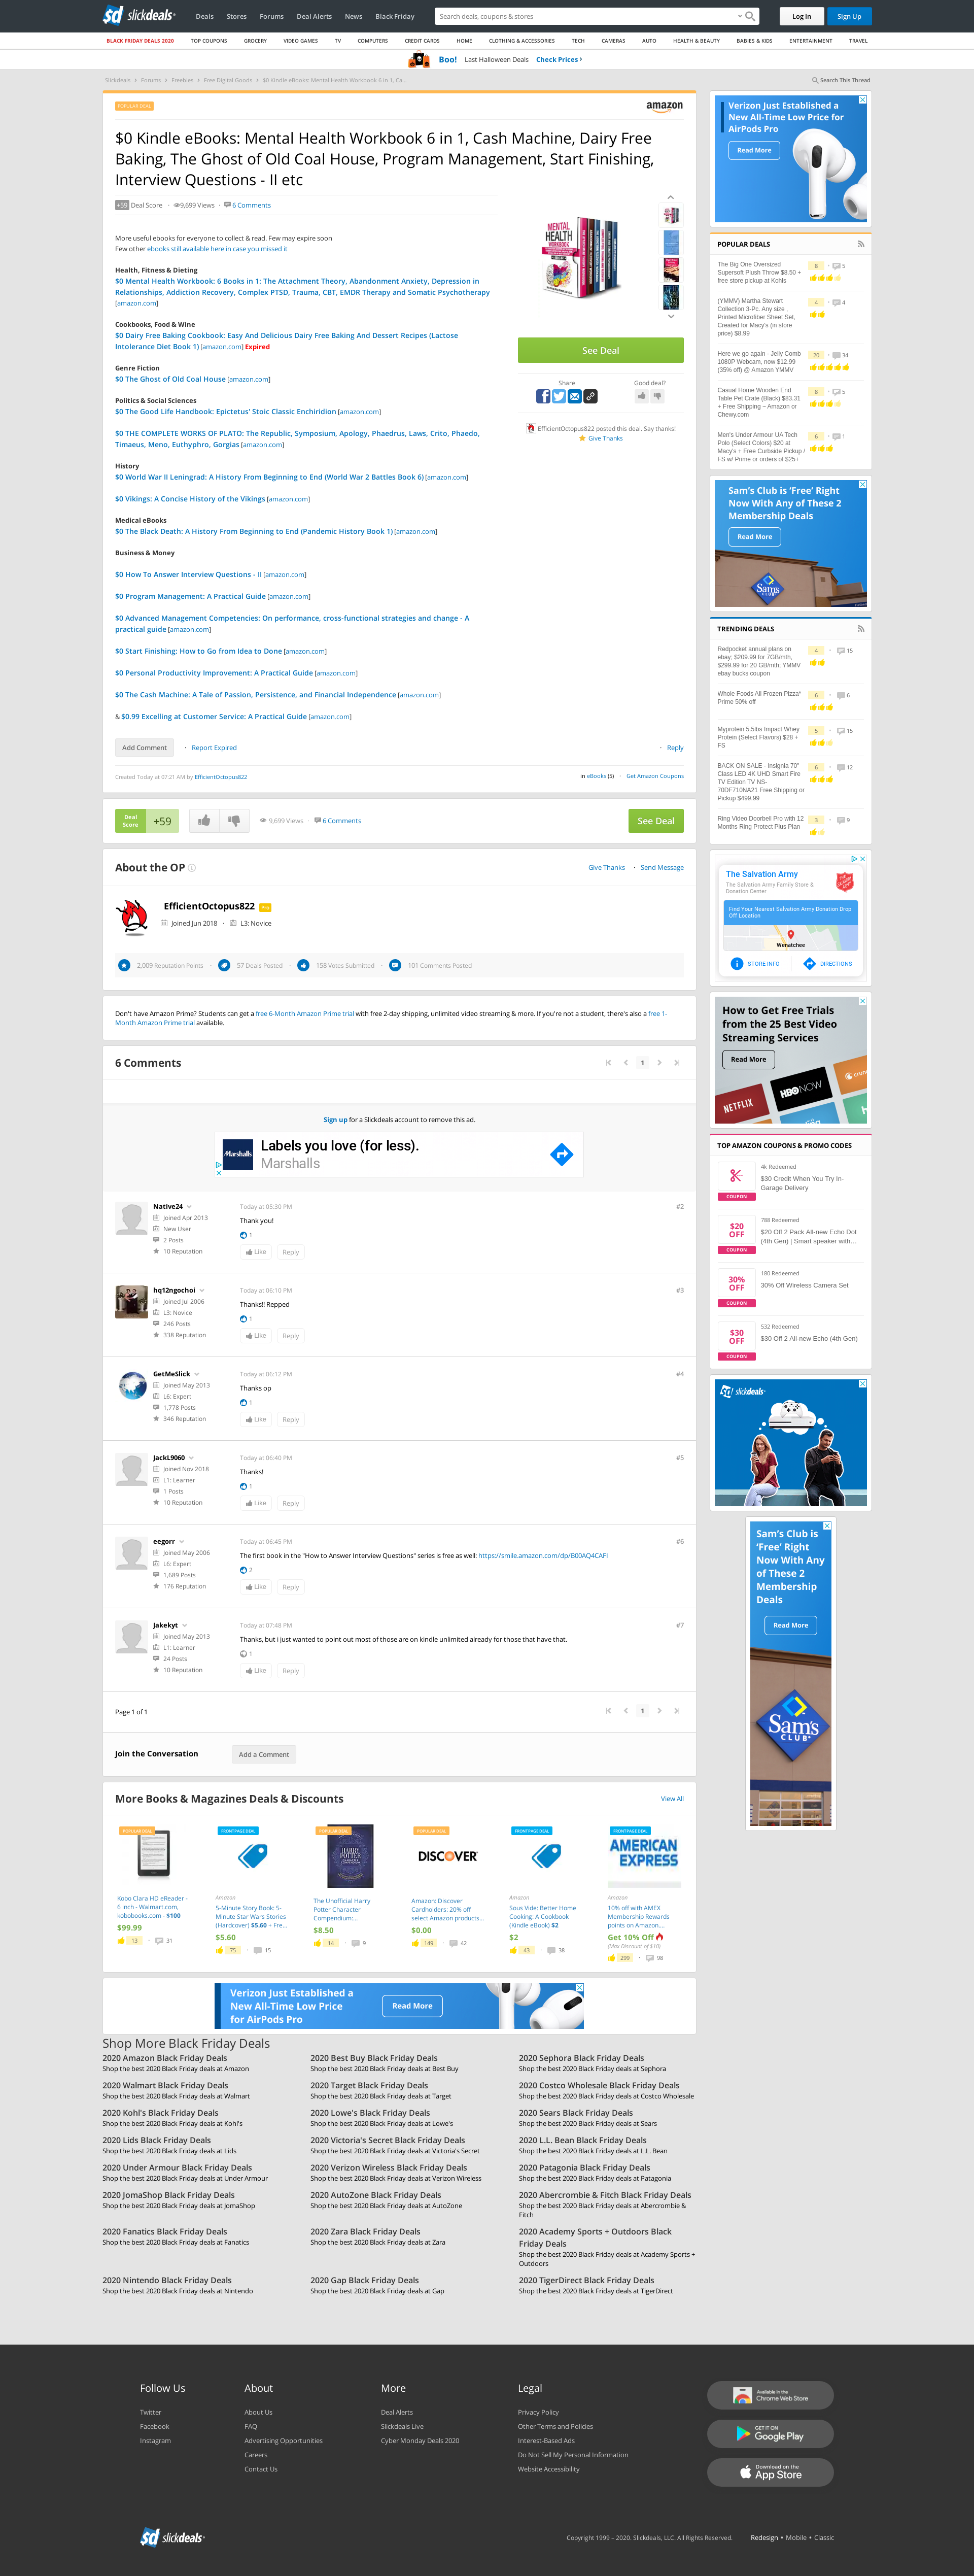 slickdeals
Deals Stores Forums Deal Alerts News Black Friday
Search deals, coupons & stores
Log In Sign Up
BLACK FRIDAY DEALS 2020 TOP COUPONS GROCERY VIDEO GAMES TV COMPUTERS CREDIT CARDS HOME CLOTHING & ACCESSORIES TECH CAMERAS AUTO HEALTH & BEAUTY BABIES & KIDS ENTERTAINMENT TRAVEL
Boo! Last Halloween Deals Check Prices
Slickdeals > Forums > Freebies > Free Digital Goods > $0 Kindle eBooks: Mental Health Workbook 6 in 1, Ca...
Search This Thread
POPULAR DEAL
amazon
$0 Kindle eBooks: Mental Health Workbook 6 in 1, Cash Machine, Dairy Free
Baking, The Ghost of Old Coal House, Program Management, Start Finishing,
Interview Questions - II etc
+59 Deal Score 9,699 Views 6 Comments
More useful ebooks for everyone to collect & read. Few may expire soon
Few other ebooks still available here in case you missed it
Health, Fitness & Dieting
$0 Mental Health Workbook: 6 Books in 1: The Attachment Theory, Abandonment Anxiety, Depression in
Relationships, Addiction Recovery, Complex PTSD, Trauma, CBT, EMDR Therapy and Somatic Psychotherapy
[amazon.com]
Cookbooks, Food & Wine
$0 Dairy Free Baking Cookbook: Easy And Delicious Dairy Free Baking And Dessert Recipes (Lactose
Intolerance Diet Book 1) [amazon.com] Expired
Genre Fiction
$0 The Ghost of Old Coal House [amazon.com]
Politics & Social Sciences
$0 The Good Life Handbook: Epictetus' Stoic Classic Enchiridion [amazon.com]
$0 THE COMPLETE WORKS OF PLATO: The Republic, Symposium, Apology, Phaedrus, Laws, Crito, Phaedo,
Timaeus, Meno, Euthyphro, Gorgias [amazon.com]
History
$0 World War II Leningrad: A History From Beginning to End (World War 2 Battles Book 6) [amazon.com]
$0 Vikings: A Concise History of the Vikings [amazon.com]
Medical eBooks
$0 The Black Death: A History From Beginning to End (Pandemic History Book 1) [amazon.com]
Business & Money
$0 How To Answer Interview Questions - II [amazon.com]
$0 Program Management: A Practical Guide [amazon.com]
$0 Advanced Management Competencies: On performance, cross-functional strategies and change - A
practical guide [amazon.com]
$0 Start Finishing: How to Go from Idea to Done [amazon.com]
$0 Personal Productivity Improvement: A Practical Guide [amazon.com]
$0 The Cash Machine: A Tale of Passion, Persistence, and Financial Independence [amazon.com]
& $0.99 Excelling at Customer Service: A Practical Guide [amazon.com]
MENTAL HEALTH WORKBOOK
See Deal
Share Good deal?
EfficientOctopus822 posted this deal. Say thanks!
Give Thanks
Add Comment Report Expired Reply
Created Today at 07:21 AM by EfficientOctopus822
in eBooks (5) Get Amazon Coupons
Deal Score +59 9,699 Views 6 Comments See Deal
About the OP Give Thanks Send Message
EfficientOctopus822 Pro
Joined Jun 2018 L3: Novice
2,009 Reputation Points 57 Deals Posted 158 Votes Submitted 101 Comments Posted
Don't have Amazon Prime? Students can get a free 6-Month Amazon Prime trial with free 2-day shipping, unlimited video streaming & more. If you're not a student, there's also a free 1-
Month Amazon Prime trial available.
6 Comments 1
Sign up for a Slickdeals account to remove this ad.
Marshalls
Labels you love (for less).
Marshalls
Native24 Today at 05:30 PM #2
Joined Apr 2013 Thank you!
New User 1
2 Posts
10 Reputation Like Reply
hq12ngochoi Today at 06:10 PM #3
Joined Jul 2006 Thanks!! Repped
L3: Novice 1
246 Posts
338 Reputation Like Reply
GetMeSlick Today at 06:12 PM #4
Joined May 2013 Thanks op
L6: Expert 1
1,778 Posts
346 Reputation Like Reply
JackL9060 Today at 06:40 PM #5
Joined Nov 2018 Thanks!
L1: Learner 1
1 Posts
10 Reputation Like Reply
eegorr Today at 06:45 PM #6
Joined May 2006 The first book in the "How to Answer Interview Questions" series is free as well: https://smile.amazon.com/dp/B00AQ4CAFI
L6: Expert 2
1,689 Posts
176 Reputation Like Reply
Jakekyt Today at 07:48 PM #7
Joined May 2013 Thanks, but i just wanted to point out most of those are on kindle unlimited already for those that have that.
L1: Learner 1
24 Posts
10 Reputation Like Reply
Page 1 of 1 1
Join the Conversation Add a Comment
More Books & Magazines Deals & Discounts View All
POPULAR DEAL
Kobo Clara HD eReader -
6 inch - Walmart.com,
kobobooks.com - $100
$99.99
13 31
FRONTPAGE DEAL
Amazon
5-Minute Story Book: 5-
Minute Star Wars Stories
(Hardcover) $5.60 + Fre...
$5.60
75 15
POPULAR DEAL
HARRY POTTER
The Unofficial Harry
Potter Character
Compendium:...
$8.50
14 9
POPULAR DEAL
DISCOVER
Amazon: Discover
Cardholders: 20% off
select Amazon products...
$0.00
149 42
FRONTPAGE DEAL
Amazon
Sous Vide: Better Home
Cooking: A Cookbook
(Kindle eBook) $2
$2
43 38
FRONTPAGE DEAL
AMERICAN EXPRESS
Amazon
10% off with AMEX
Membership Rewards
points on Amazon,...
Get 10% Off
(Max Discount of $10)
299 98
Verizon Just Established a
New All-Time Low Price
for AirPods Pro
Read More
Shop More Black Friday Deals
2020 Amazon Black Friday Deals
Shop the best 2020 Black Friday deals at Amazon
2020 Best Buy Black Friday Deals
Shop the best 2020 Black Friday deals at Best Buy
2020 Sephora Black Friday Deals
Shop the best 2020 Black Friday deals at Sephora
2020 Walmart Black Friday Deals
Shop the best 2020 Black Friday deals at Walmart
2020 Target Black Friday Deals
Shop the best 2020 Black Friday deals at Target
2020 Costco Wholesale Black Friday Deals
Shop the best 2020 Black Friday deals at Costco Wholesale
2020 Kohl's Black Friday Deals
Shop the best 2020 Black Friday deals at Kohl's
2020 Lowe's Black Friday Deals
Shop the best 2020 Black Friday deals at Lowe's
2020 Sears Black Friday Deals
Shop the best 2020 Black Friday deals at Sears
2020 Lids Black Friday Deals
Shop the best 2020 Black Friday deals at Lids
2020 Victoria's Secret Black Friday Deals
Shop the best 2020 Black Friday deals at Victoria's Secret
2020 L.L. Bean Black Friday Deals
Shop the best 2020 Black Friday deals at L.L. Bean
2020 Under Armour Black Friday Deals
Shop the best 2020 Black Friday deals at Under Armour
2020 Verizon Wireless Black Friday Deals
Shop the best 2020 Black Friday deals at Verizon Wireless
2020 Patagonia Black Friday Deals
Shop the best 2020 Black Friday deals at Patagonia
2020 JomaShop Black Friday Deals
Shop the best 2020 Black Friday deals at JomaShop
2020 AutoZone Black Friday Deals
Shop the best 2020 Black Friday deals at AutoZone
2020 Abercrombie & Fitch Black Friday Deals
Shop the best 2020 Black Friday deals at Abercrombie &
Fitch
2020 Fanatics Black Friday Deals
Shop the best 2020 Black Friday deals at Fanatics
2020 Zara Black Friday Deals
Shop the best 2020 Black Friday deals at Zara
2020 Academy Sports + Outdoors Black
Friday Deals
Shop the best 2020 Black Friday deals at Academy Sports +
Outdoors
2020 Nintendo Black Friday Deals
Shop the best 2020 Black Friday deals at Nintendo
2020 Gap Black Friday Deals
Shop the best 2020 Black Friday deals at Gap
2020 TigerDirect Black Friday Deals
Shop the best 2020 Black Friday deals at TigerDirect
Verizon Just Established a
New All-Time Low Price for
AirPods Pro
Read More
POPULAR DEALS
The Big One Oversized 8 5
Supersoft Plush Throw $8.50 +
free store pickup at Kohls
(YMMV) Martha Stewart 4 4
Collection 3-Pc. Any size ,
Printed Microfiber Sheet Set,
Created for Macy's (in store
price) $8.99
Here we go again - Jelly Comb 20 34
1080P Webcam, now $12.99
(35% off) @ Amazon YMMV
Casual Home Wooden End 8 5
Table Pet Crate (Black) $83.31
+ Free Shipping ~ Amazon or
Chewy.com
Men's Under Armour UA Tech 6 1
Polo (Select Colors) $20 at
Macy's + Free Curbside Pickup /
FS w/ Prime or orders of $25+
Sam's Club is 'Free' Right
Now With Any of These 2
Membership Deals
Read More
Sam's CLUB
TRENDING DEALS
Redpocket annual plans on 4 15
ebay; $209.99 for 7GB/mth,
$299.99 for 20 GB/mth; YMMV
ebay bucks coupon
Whole Foods All Frozen Pizza* 6 6
Prime 50% off
Myprotein 5.5lbs Impact Whey 5 15
Protein (Select Flavors) $28 +
FS
BACK ON SALE - Insignia 70" 6 12
Class LED 4K UHD Smart Fire
TV Edition TV NS-
70DF710NA21 Free Shipping or
Pickup $499.99
Ring Video Doorbell Pro with 12 3 9
Months Ring Protect Plus Plan
The Salvation Army
The Salvation Army Family Store &
Donation Center
Find Your Nearest Salvation Army Donation Drop
Off Location
Wenatchee
STORE INFO DIRECTIONS
How to Get Free Trials
from the 25 Best Video
Streaming Services
Read More
NETFLIX HBO NOW crunc
TOP AMAZON COUPONS & PROMO CODES
4k Redeemed
$30 Credit When You Try In-
Garage Delivery
COUPON
788 Redeemed
$20 OFF
$20 Off 2 Pack All-new Echo Dot
(4th Gen) | Smart speaker with...
COUPON
180 Redeemed
30% OFF
30% Off Wireless Camera Set
COUPON
532 Redeemed
$30 OFF
$30 Off 2 All-new Echo (4th Gen)
COUPON
slickdeals
Sam's Club is
'Free' Right
Now With Any
of These 2
Membership
Deals
Read More
Sam's CLUB
Follow Us
Twitter
Facebook
Instagram
About
About Us
FAQ
Advertising Opportunities
Careers
Contact Us
More
Deal Alerts
Slickdeals Live
Cyber Monday Deals 2020
Legal
Privacy Policy
Other Terms and Policies
Interest-Based Ads
Do Not Sell My Personal Information
Website Accessibility
Available in the
Chrome Web Store
GET IT ON
Google Play
Download on the
App Store
slickdeals
Copyright 1999 – 2020. Slickdeals, LLC. All Rights Reserved. Redesign • Mobile • Classic